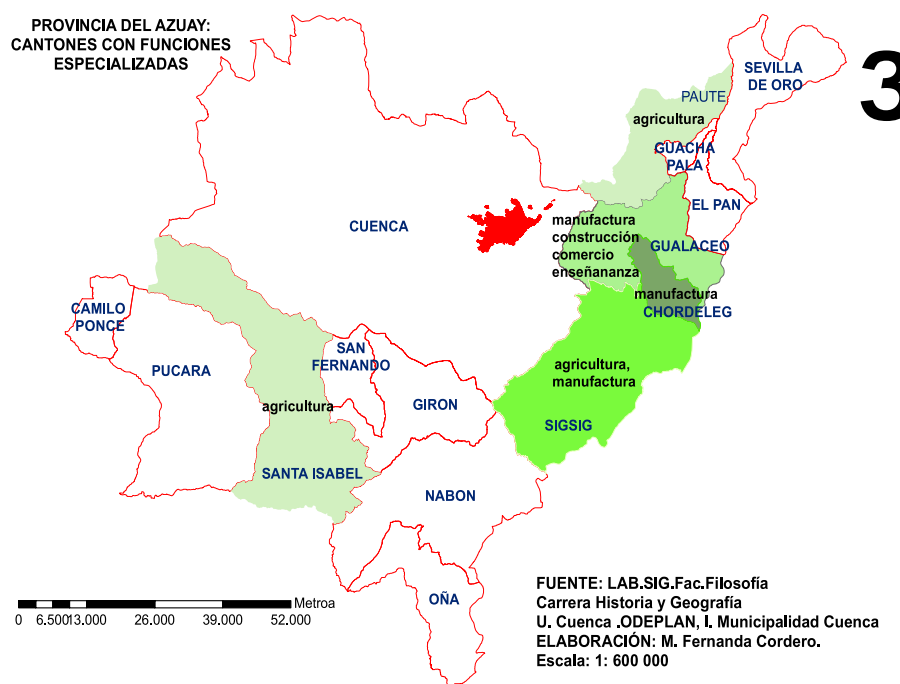 PROVINCIA DEL AZUAY:
CANTONES CON FUNCIONES
ESPECIALIZADAS
3
SEVILLA
DE ORO
PAUTE
agricultura
GUACHA
PALA
EL PAN
CUENCA
manufactura
construcción
comercio
enseñananza
GUALACEO
manufactura
CHORDELEG
CAMILO
PONCE
PUCARA
SAN
FERNANDO
agricultura,
manufactura
agricultura
GIRON
SIGSIG
SANTA ISABEL
NABON
OÑA
Metroa
0 6.500 13.000 26.000 39.000 52.000
FUENTE: LAB.SIG.Fac.Filosofía
Carrera Historia y Geografía
U. Cuenca .ODEPLAN, I. Municipalidad Cuenca
ELABORACIÓN: M. Fernanda Cordero.
Escala: 1: 600 000